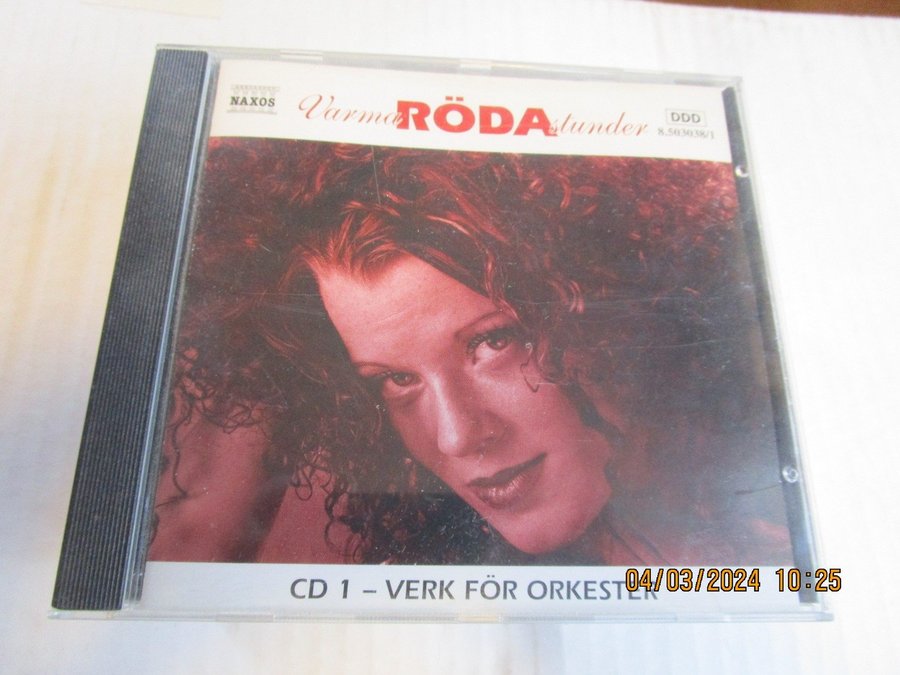 NAXOS
Varma RÖDA stunder
DDD
8.503038/1
CD 1 – VERK FÖR ORKESTER
04/03/2024 10:25